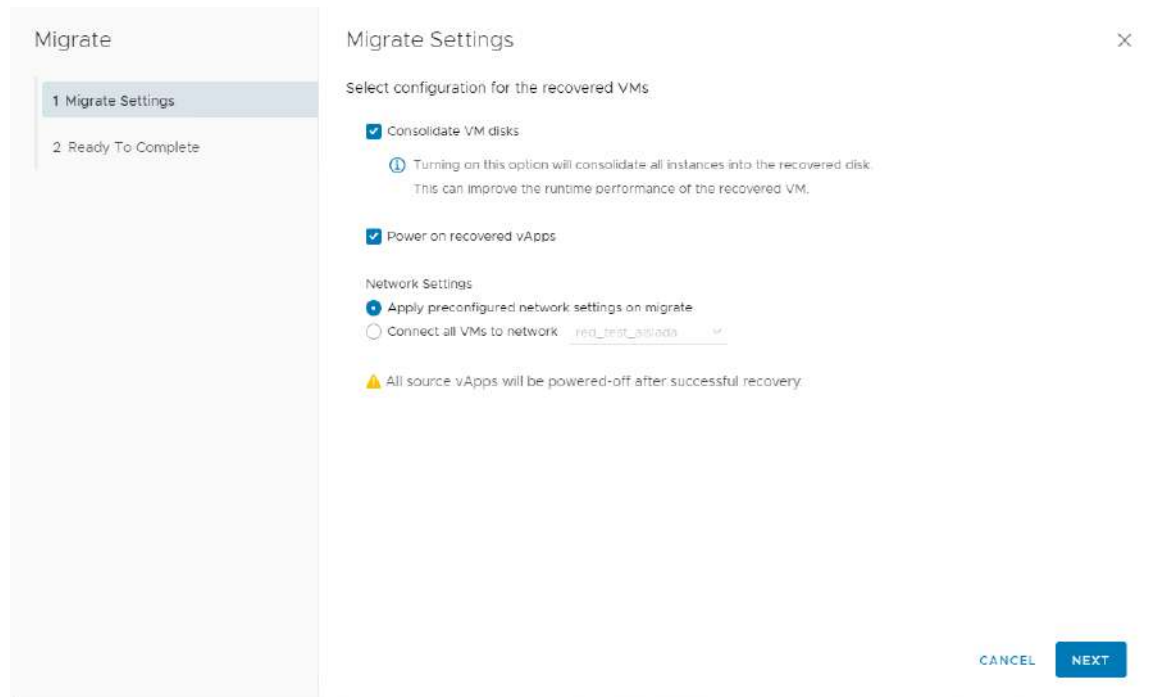 Migrate
1 Migrate Settings
2 Ready To Complete
Migrate Settings
Select configuration for the recovered VMs
Consolidate VM disks
Turning on this option will consolidate all instances into the recovered disk.
This can improve the runtime performance of the recovered VM.
Power on recovered vApps
Network Settings
Apply preconfigured network settings on migrate
Connect all VMs to network red_test_aislada
All source vApps will be powered-off after successful recovery.
CANCEL NEXT